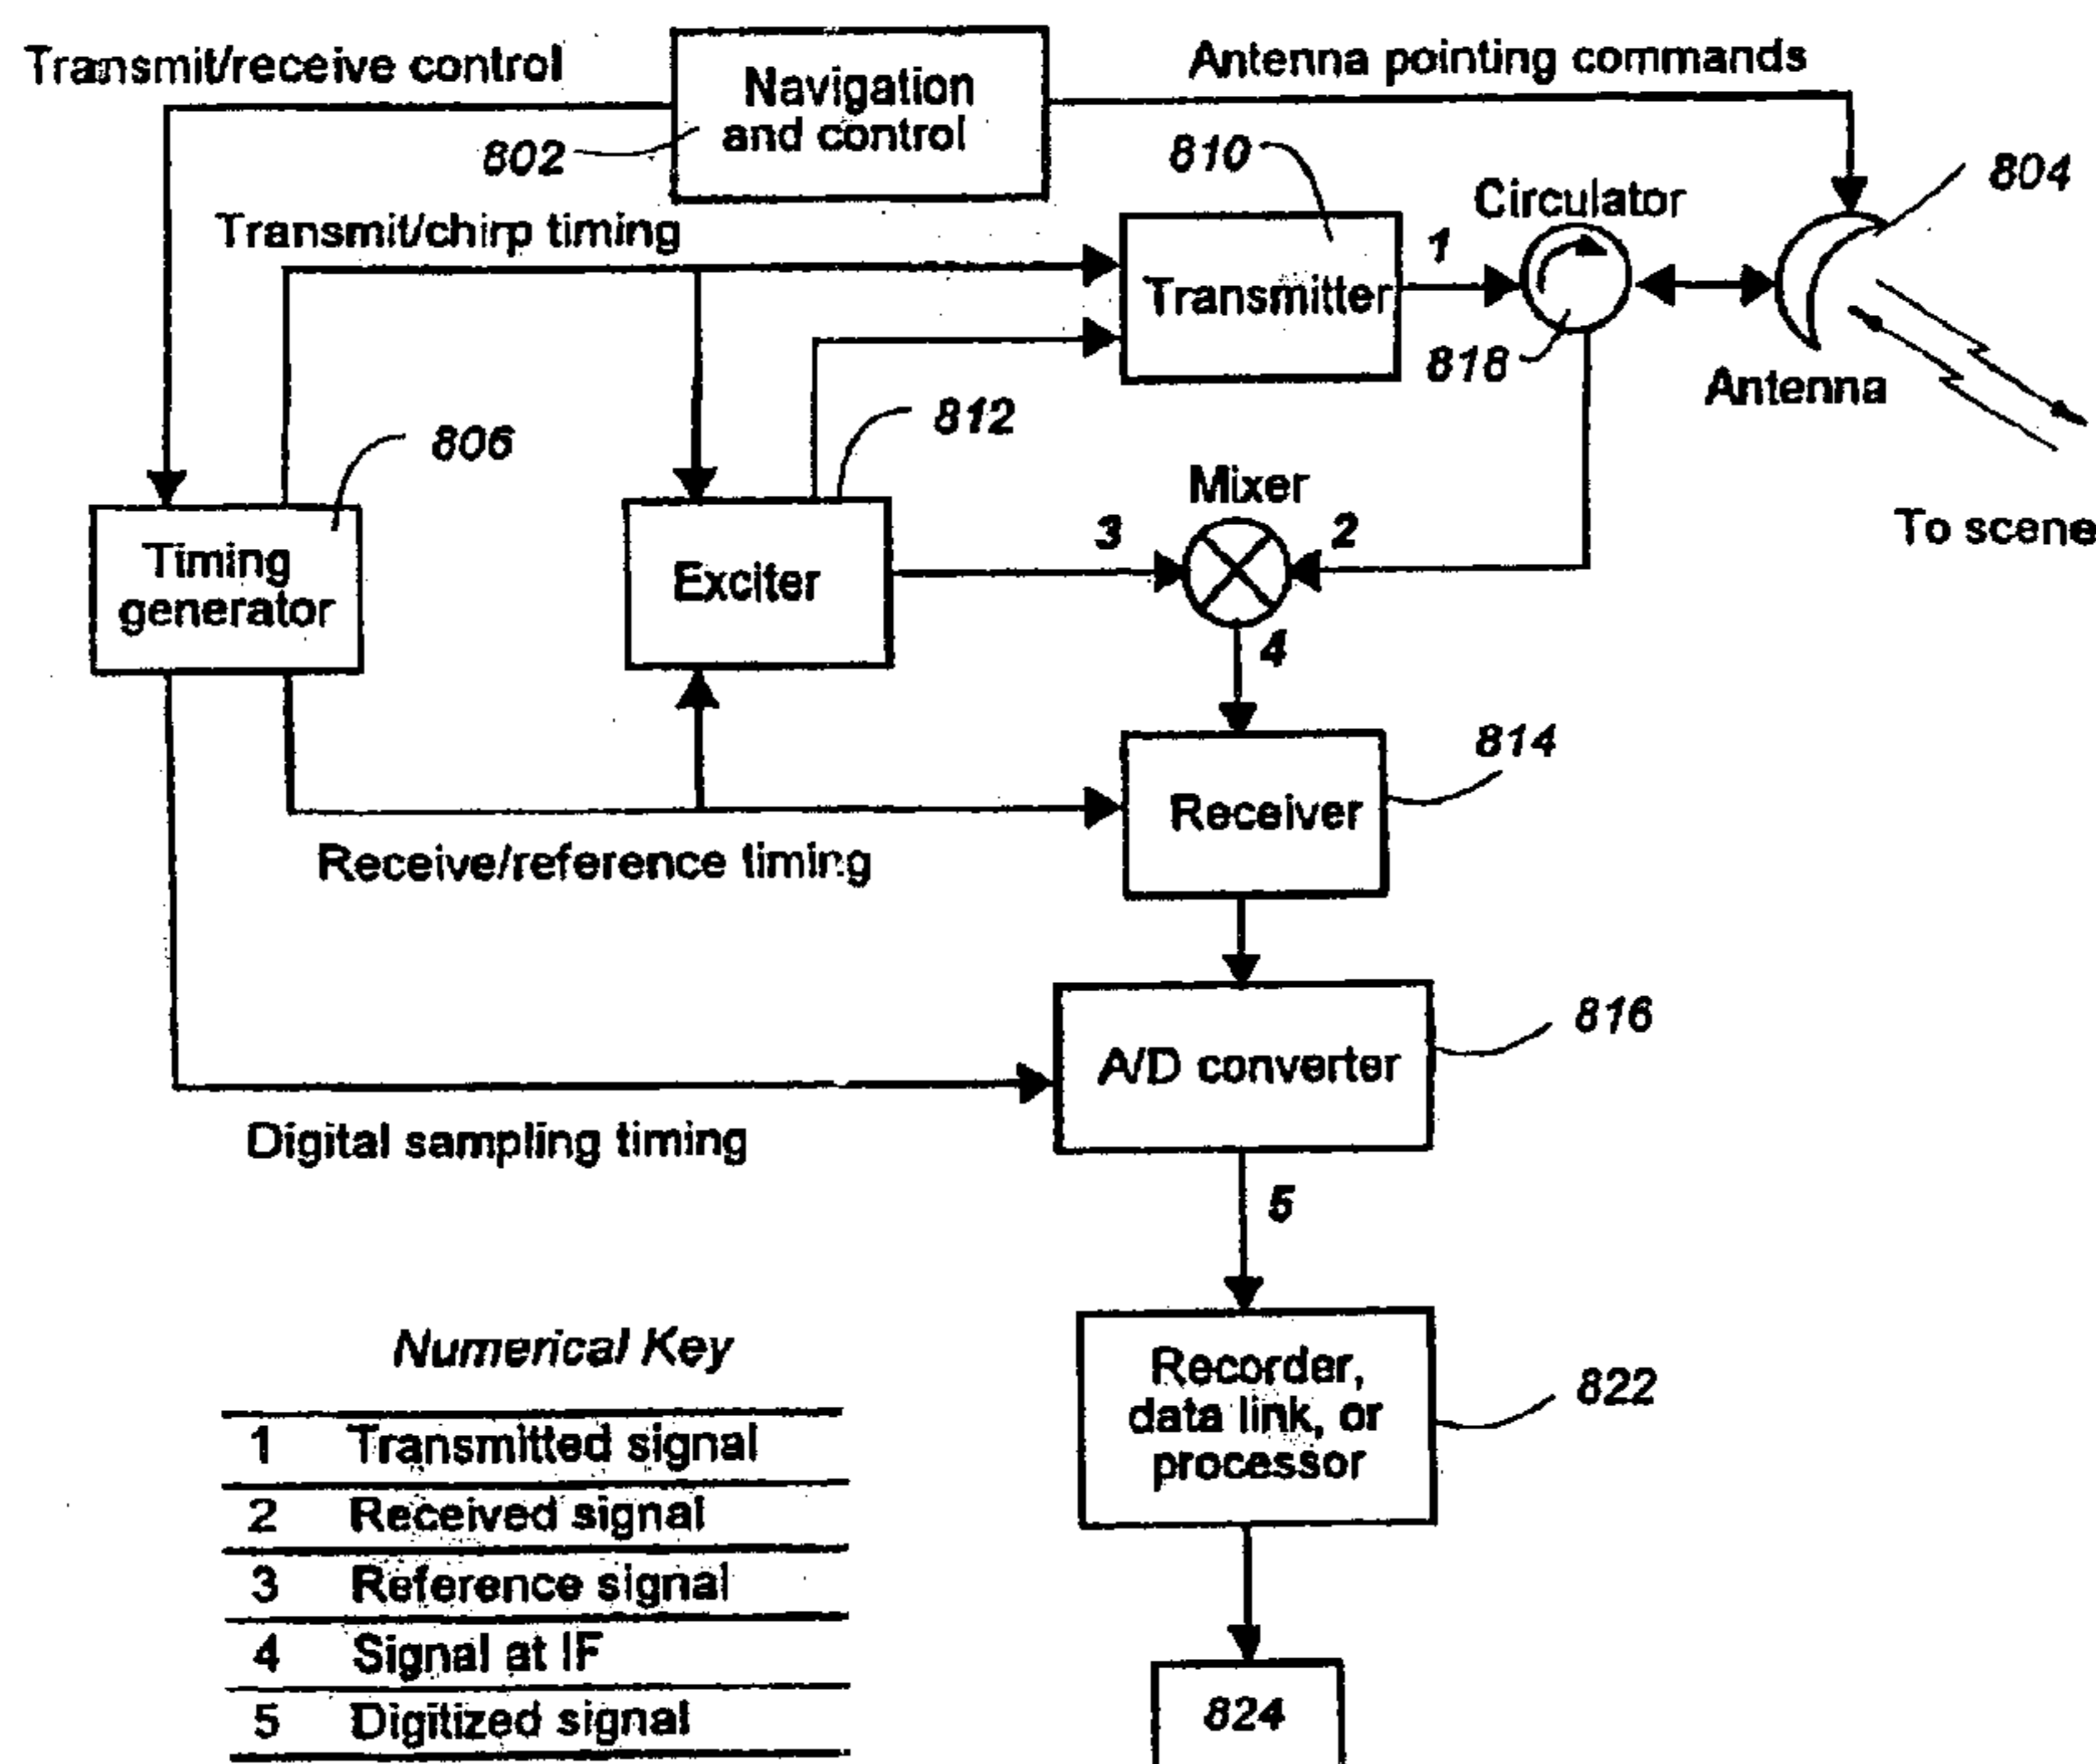 Transmit/receive control
Navigation
and control
Antenna pointing commands
802
810
Circulator
804
Transmit/chirp timing
1
Transmitter
818
Antenna
812
806
Mixer
To scene
3
2
Timing
generator
Exciter
4
814
Receiver
Receive/reference timing
816
A/D converter
Digital sampling timing
5
Recorder,
data link, or
processor
822
Numerical Key
1 Transmitted signal
2 Received signal
3 Reference signal
4 Signal at IF
5 Digitized signal
824